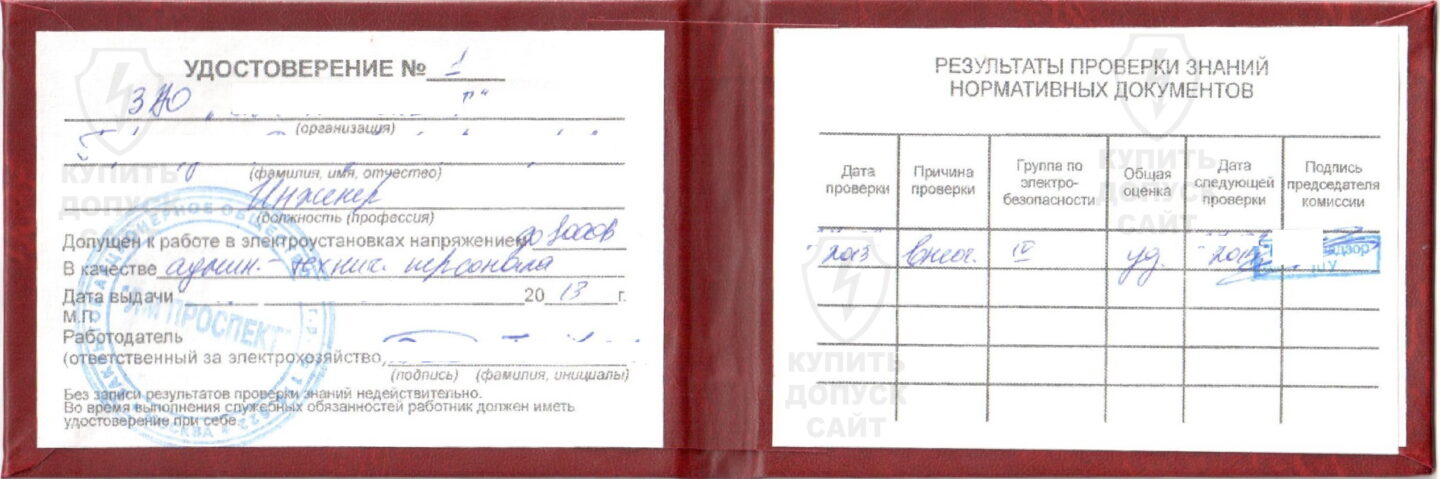 УДОСТОВЕРЕНИЕ № 1
ЗАО
(организация)
(фамилия, имя, отчество)
Инженер
(должность (профессия)
Допущен к работе в электроустановках напряжением до 1000В
В качестве админ.-технич. персонала
Дата выдачи 20 13 г.
М.П.
Работодатель
(ответственный за электрохозяйство,
(подпись) (фамилия, инициалы)
Без записи результатов проверки знаний недействительно.
Во время выполнения служебных обязанностей работник должен иметь
удостоверение при себе
ПРОСПЕКТ
МОСКВА
РЕЗУЛЬТАТЫ ПРОВЕРКИ ЗНАНИЙ
НОРМАТИВНЫХ ДОКУМЕНТОВ
Дата проверки
Причина проверки
Группа по электро-безопасности
Общая оценка
Дата следующей проверки
Подпись председателя комиссии
2013 внеоч. IV уд.
КУПИТЬ
ДОПУСК
САЙТ
КУПИТЬ
ДОПУСК
САЙТ
КУПИТЬ
ДОПУСК
САЙТ